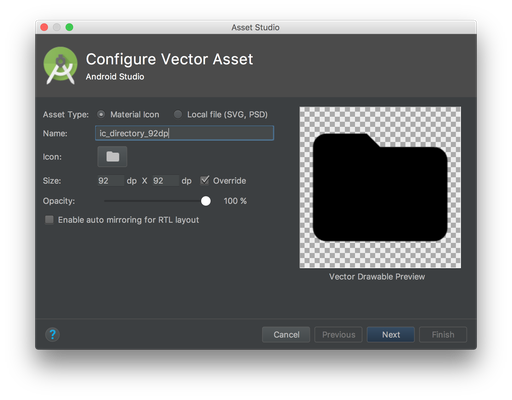 Asset Studio
Configure Vector Asset
Android Studio
Asset Type: Material Icon Local file (SVG, PSD)
Name: ic_directory_92dp
Icon:
Size: 92 dp X 92 dp Override
Opacity: 100 %
Enable auto mirroring for RTL layout
Vector Drawable Preview
? Cancel Previous Next Finish